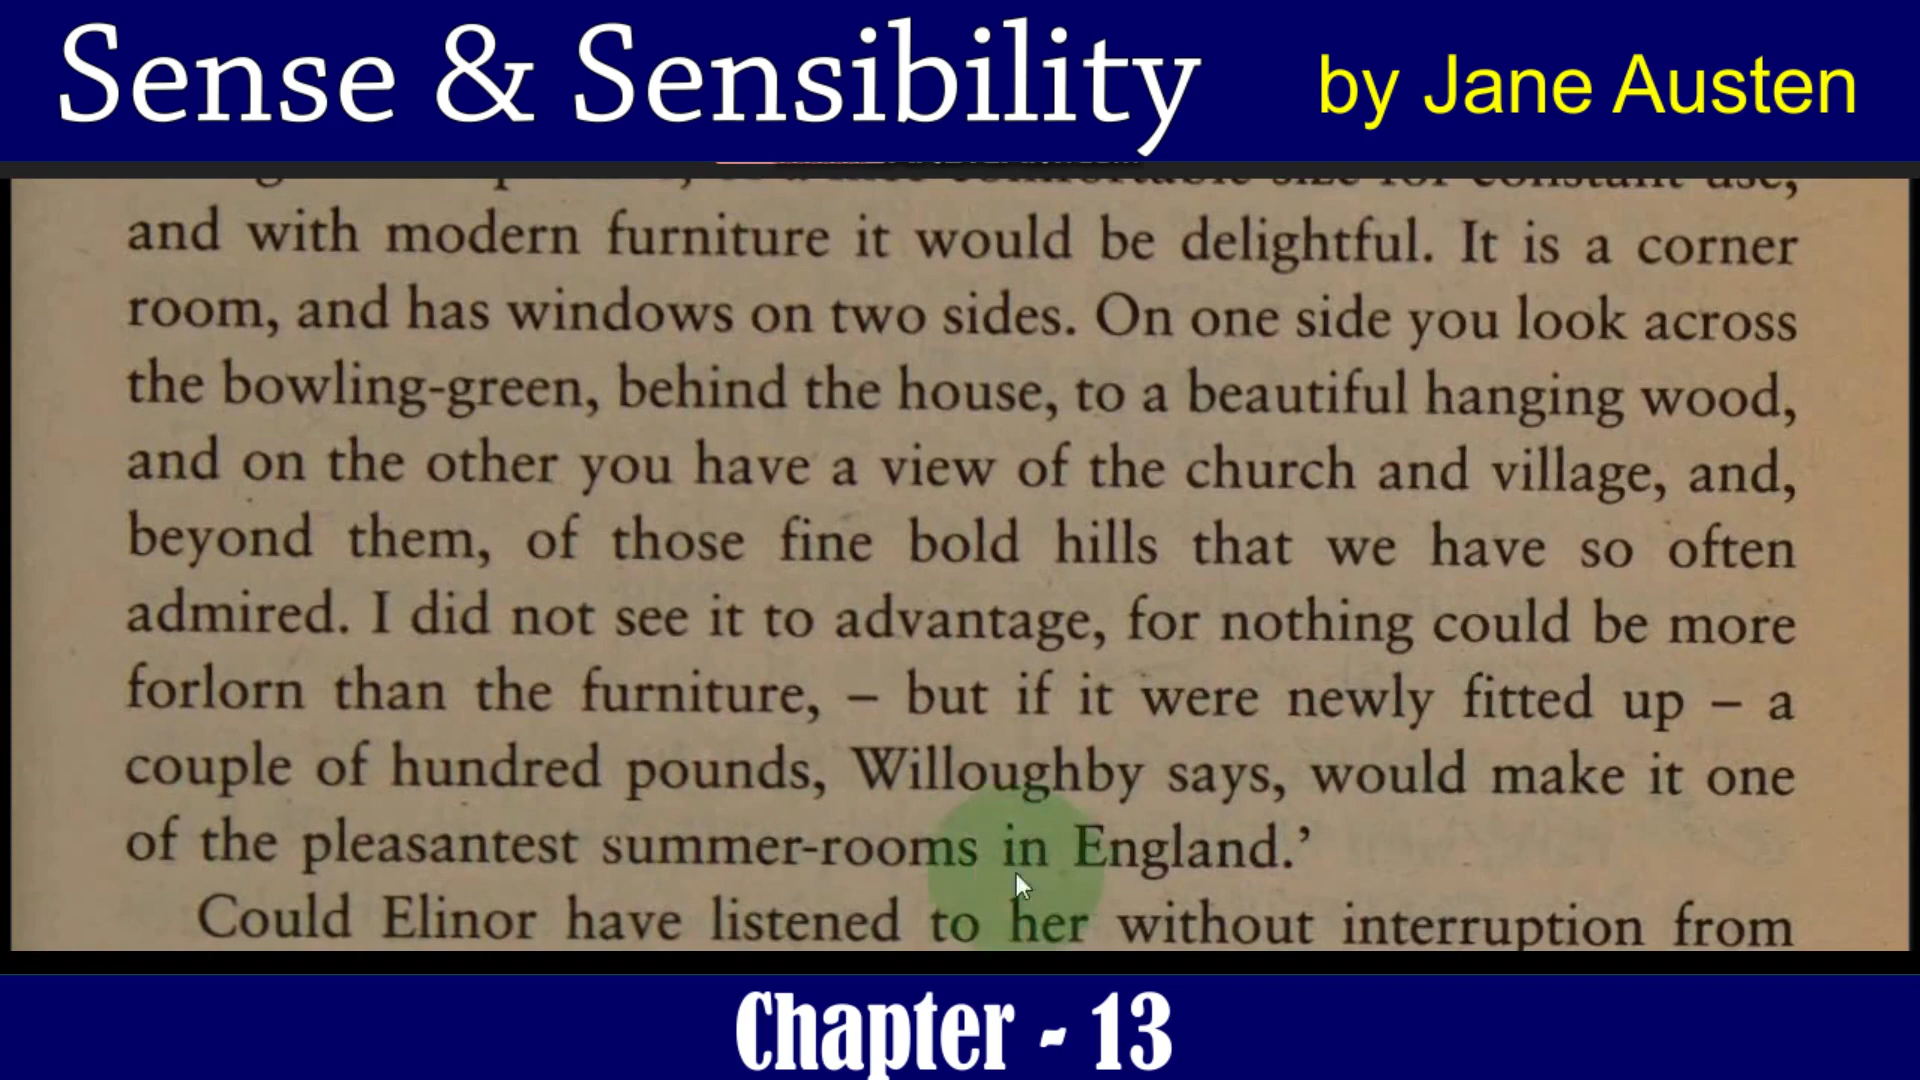 Sense & Sensibility by Jane Austen
comfortable size for constant use,
and with modern furniture it would be delightful. It is a corner
room, and has windows on two sides. On one side you look across
the bowling-green, behind the house, to a beautiful hanging wood,
and on the other you have a view of the church and village, and,
beyond them, of those fine bold hills that we have so often
admired. I did not see it to advantage, for nothing could be more
forlorn than the furniture, – but if it were newly fitted up – a
couple of hundred pounds, Willoughby says, would make it one
of the pleasantest summer-rooms in England.’
Could Elinor have listened to her without interruption from
Chapter - 13